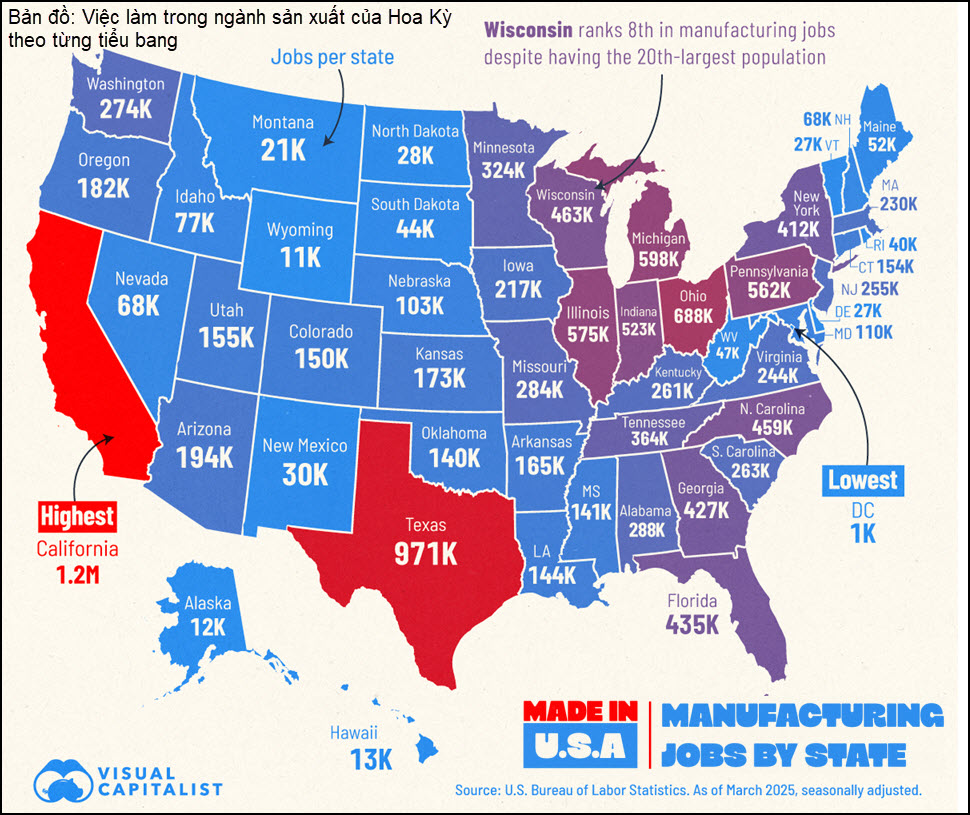 Bản đồ: Việc làm trong ngành sản xuất của Hoa Kỳ
theo từng tiểu bang
Wisconsin ranks 8th in manufacturing jobs
despite having the 20th-largest population
Jobs per state
Washington
274K
Oregon
182K
Idaho
77K
Montana
21K
North Dakota
28K
Minnesota
324K
Wisconsin
463K
Michigan
598K
New
York
412K
68K NH
27K VT
Maine
52K
MA
230K
RI 40K
CT 154K
NJ 255K
DE 27K
MD 110K
Wyoming
11K
South Dakota
44K
Nebraska
103K
Iowa
217K
Illinois
575K
Indiana
523K
Ohio
688K
Pennsylvania
562K
WV
47K
Virginia
244K
Nevada
68K
Utah
155K
Colorado
150K
Kansas
173K
Missouri
284K
Kentucky
261K
Tennessee
364K
N. Carolina
459K
S. Carolina
263K
Arizona
194K
New Mexico
30K
Oklahoma
140K
Arkansas
165K
MS
141K
Alabama
288K
Georgia
427K
Lowest
DC
1K
Highest
California
1.2M
Texas
971K
LA
144K
Florida
435K
Alaska
12K
Hawaii
13K
MADE IN
U.S.A
MANUFACTURING
JOBS BY STATE
VISUAL
CAPITALIST
Source: U.S. Bureau of Labor Statistics. As of March 2025, seasonally adjusted.